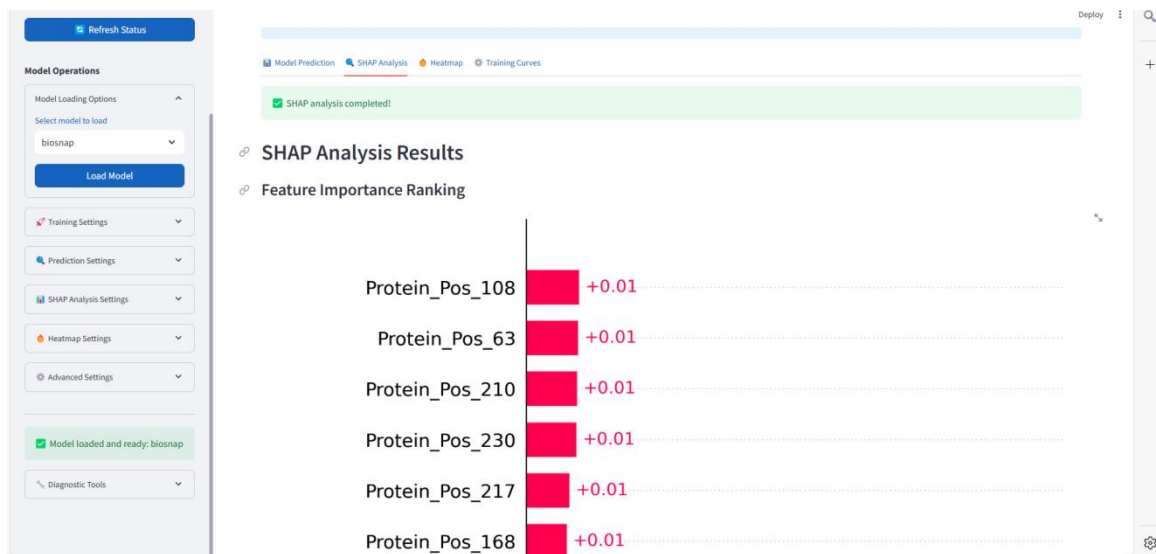 Deploy
Refresh Status
Model Operations
Model Loading Options
Select model to load
biosnap
Load Model
Training Settings
Prediction Settings
SHAP Analysis Settings
Heatmap Settings
Advanced Settings
Model loaded and ready: biosnap
Diagnostic Tools
Model Prediction SHAP Analysis Heatmap Training Curves
SHAP analysis completed!
SHAP Analysis Results
Feature Importance Ranking
Protein_Pos_108 +0.01
Protein_Pos_63 +0.01
Protein_Pos_210 +0.01
Protein_Pos_230 +0.01
Protein_Pos_217 +0.01
Protein_Pos_168 +0.01